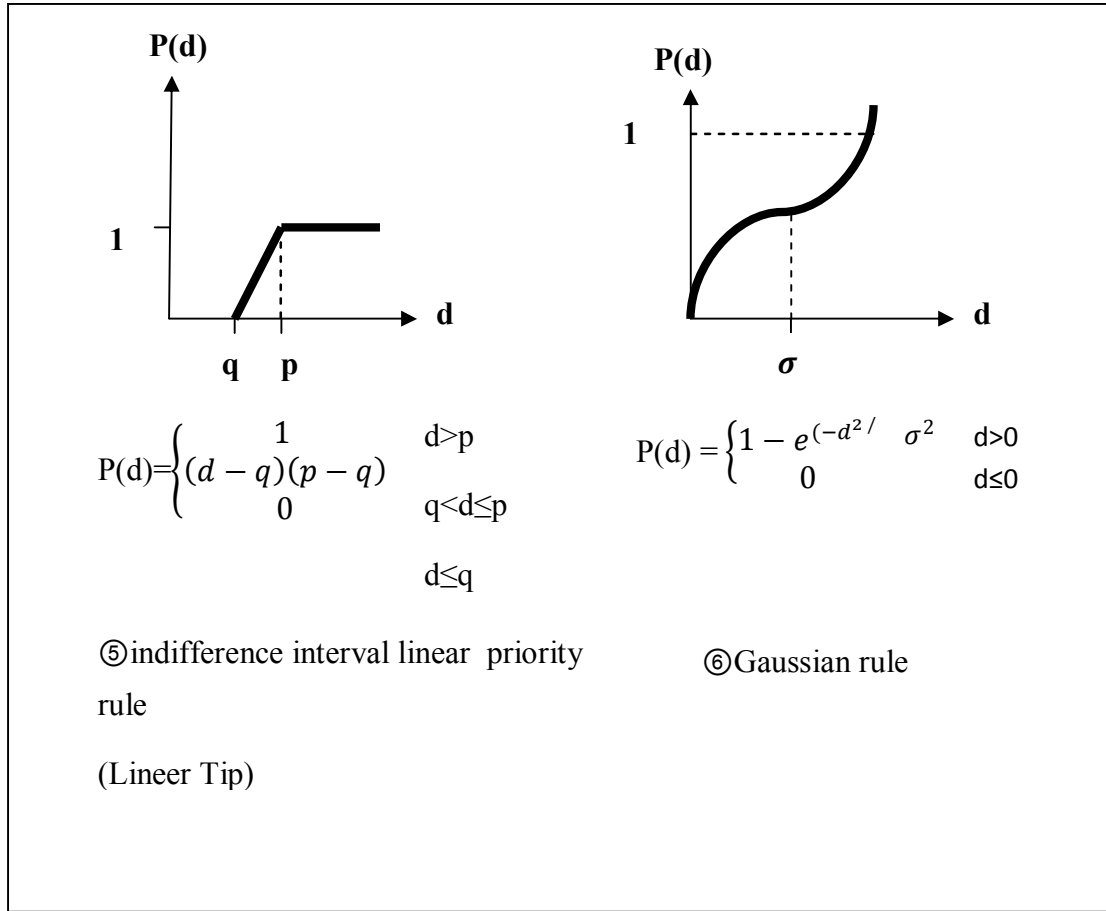 P(d)
1
d
q p
P(d)={ 1 d>p
(d − q)(p − q) q<d≤p
0 d≤q
⑤indifference interval linear priority
rule
(Lineer Tip)
P(d)
1
d
σ
P(d) = { 1 − e^(−d² / σ² d>0
0 d≤0
⑥Gaussian rule